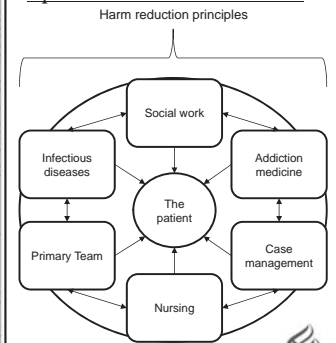 Harm reduction principles
Social work
Infectious
diseases
Addiction
medicine
The
patient
Primary Team
Case
management
Nursing